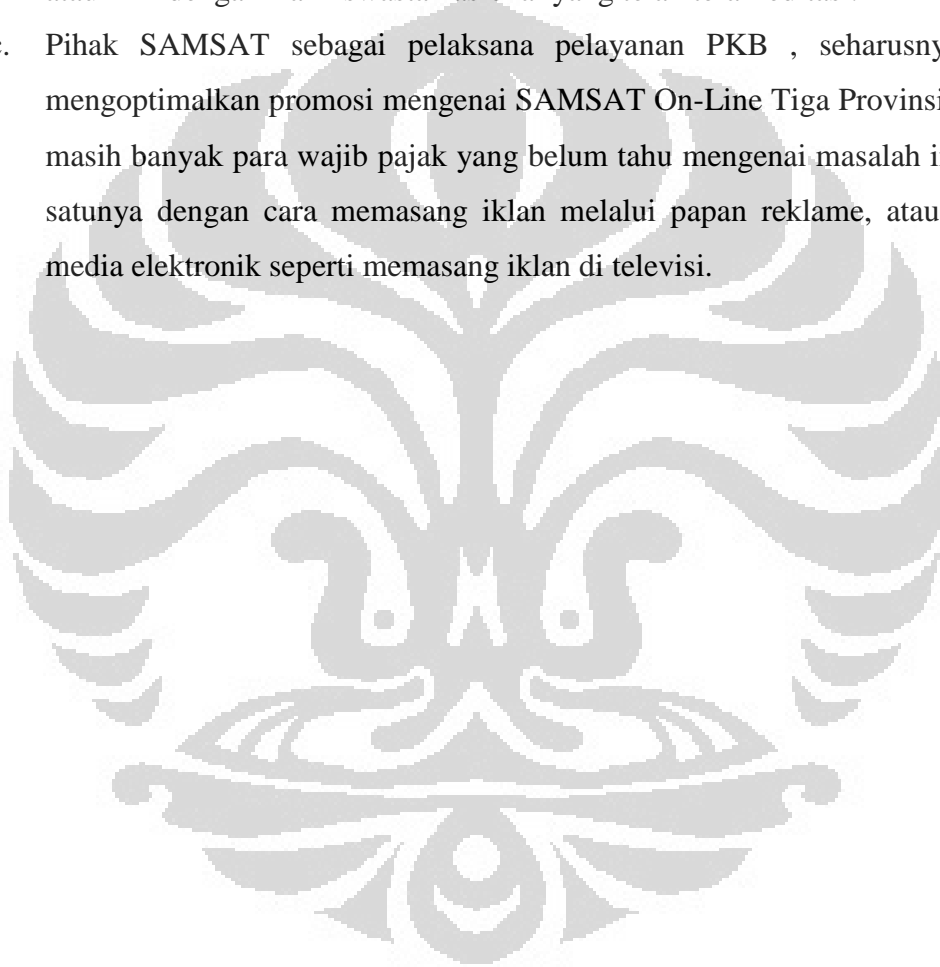 c. Pihak SAMSAT sebagai pelaksana pelayanan PKB , seharusny
mengoptimalkan promosi mengenai SAMSAT On-Line Tiga Provinsi
masih banyak para wajib pajak yang belum tahu mengenai masalah i
satunya dengan cara memasang iklan melalui papan reklame, atau
media elektronik seperti memasang iklan di televisi.